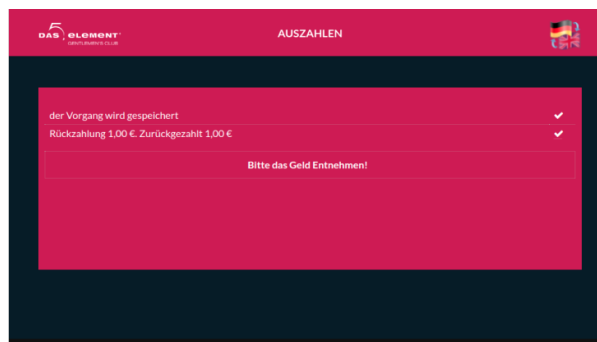 DAS 5. ELEMENT
GENTLEMEN'S CLUB
AUSZAHLEN
der Vorgang wird gespeichert
Rückzahlung 1,00 €. Zurückgezahlt 1,00 €
Bitte das Geld Entnehmen!